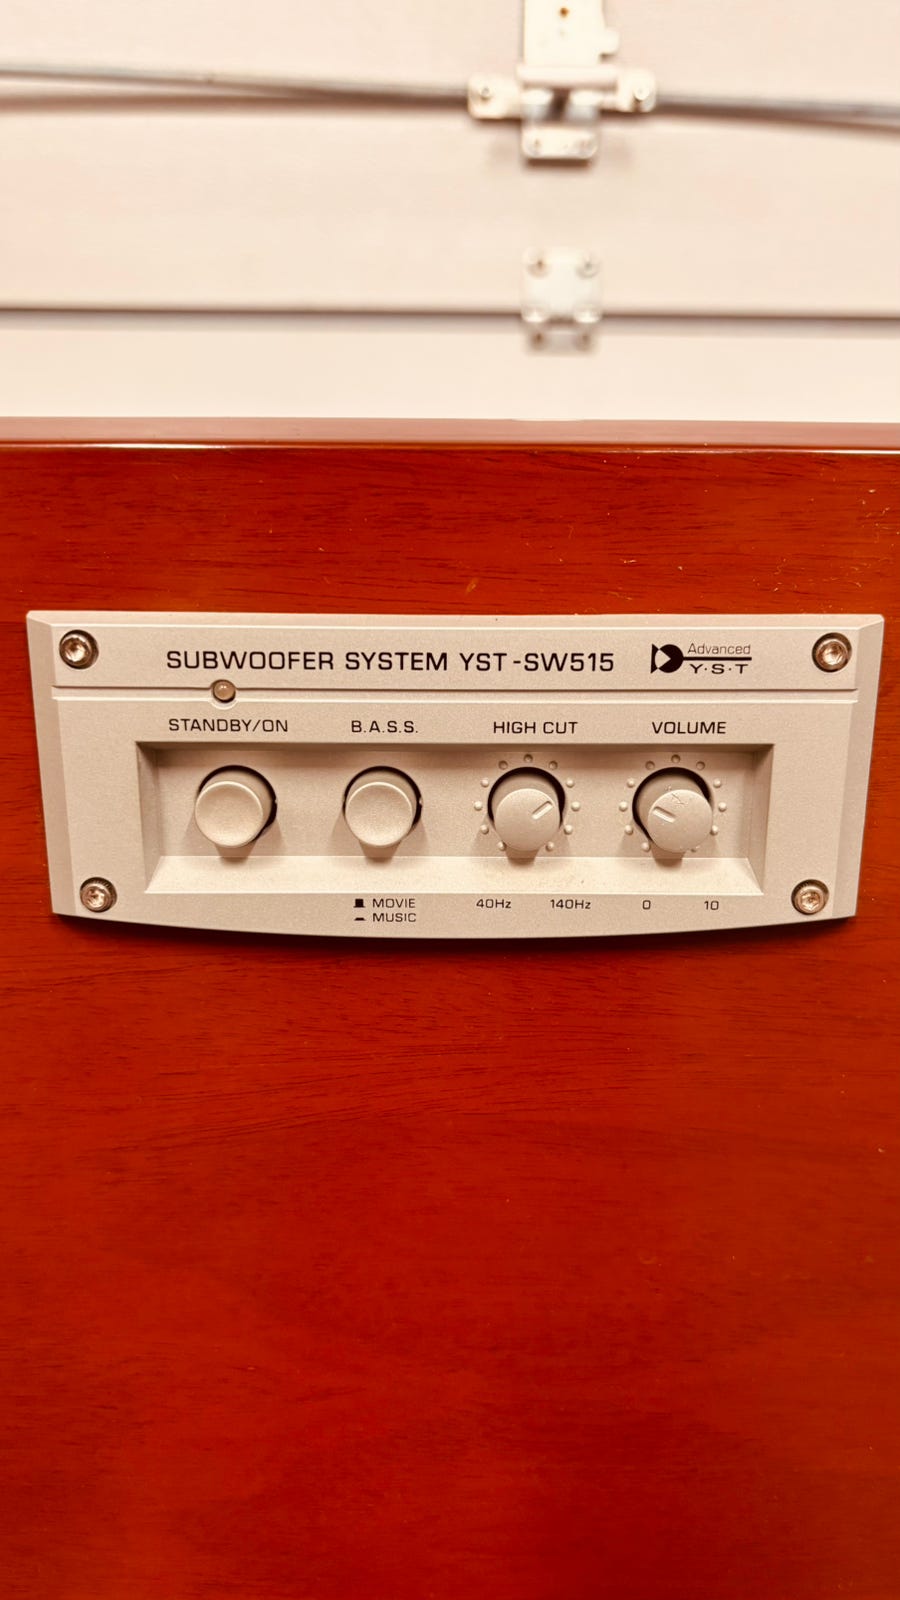 SUBWOOFER SYSTEM YST-SW515
Advanced
Y·S·T
STANDBY/ON
B.A.S.S.
HIGH CUT
VOLUME
MOVIE
MUSIC
40Hz
140Hz
0
10